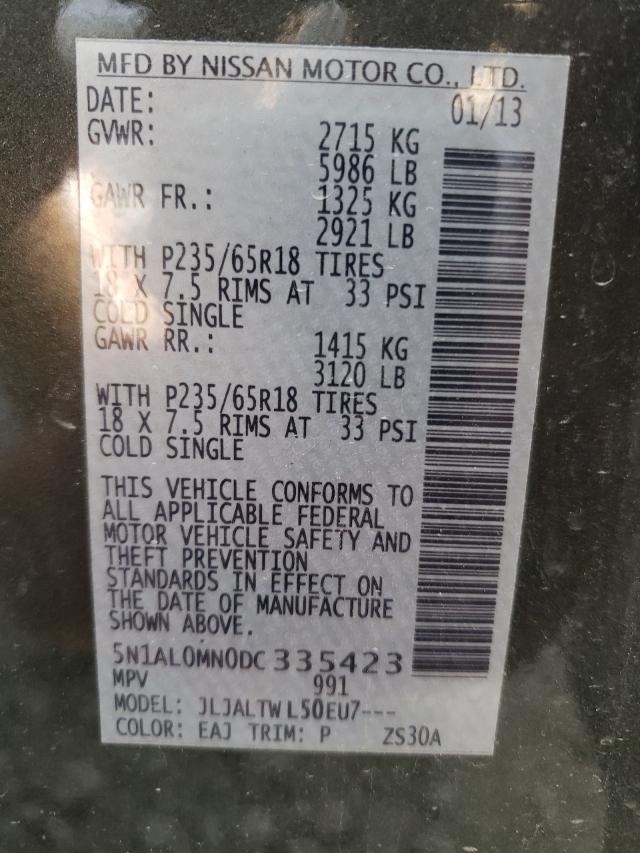 MFD BY NISSAN MOTOR CO., LTD.
DATE: 01/13
GVWR: 2715 KG
5986 LB
GAWR FR.: 1325 KG
2921 LB
WITH P235/65R18 TIRES
18 X 7.5 RIMS AT 33 PSI
COLD SINGLE
GAWR RR.: 1415 KG
3120 LB
WITH P235/65R18 TIRES
18 X 7.5 RIMS AT 33 PSI
COLD SINGLE
THIS VEHICLE CONFORMS TO
ALL APPLICABLE FEDERAL
MOTOR VEHICLE SAFETY AND
THEFT PREVENTION
STANDARDS IN EFFECT ON
THE DATE OF MANUFACTURE
SHOWN ABOVE.
5N1AL0MN0DC 335423
MPV 991
MODEL: JLJALTW L50EU7---
COLOR: EAJ TRIM: P ZS30A